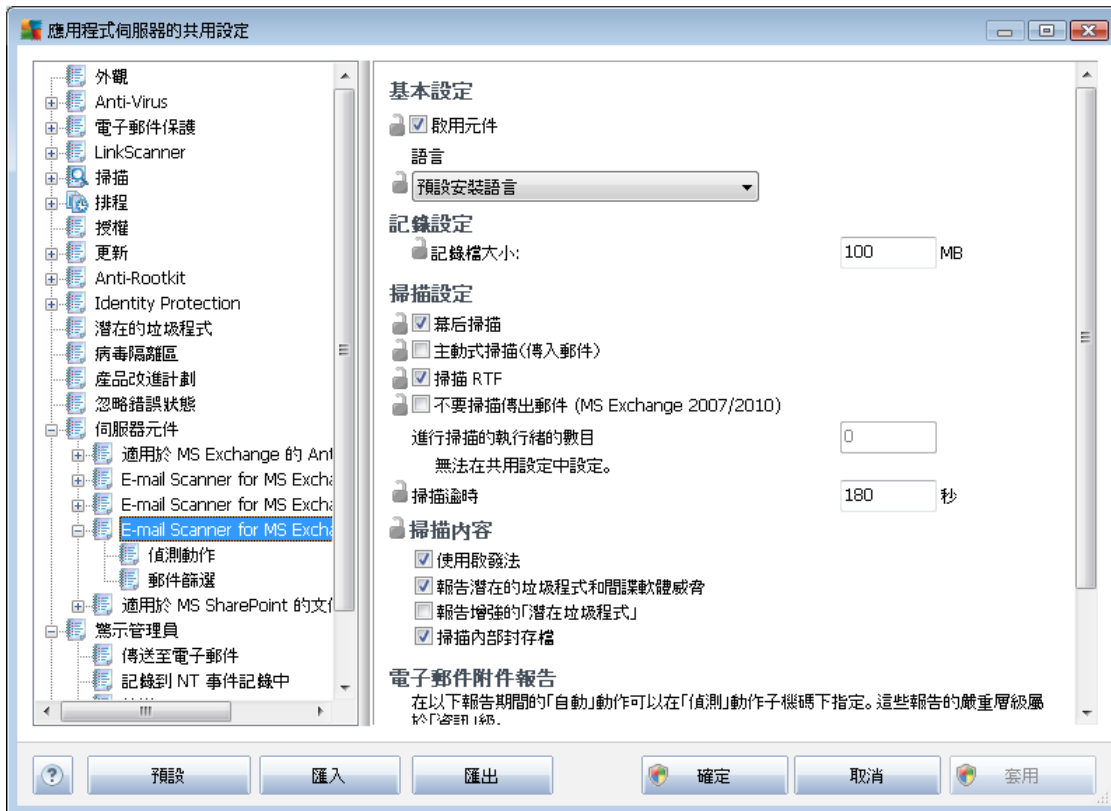 應用程式伺服器的共用設定
外觀
Anti-Virus
電子郵件保護
LinkScanner
掃描
排程
授權
更新
Anti-Rootkit
Identity Protection
潛在的垃圾程式
病毒隔離區
產品改進計劃
忽略錯誤狀態
伺服器元件
適用於 MS Exchange 的 Ant
E-mail Scanner for MS Excha
E-mail Scanner for MS Excha
E-mail Scanner for MS Excha
偵測動作
郵件篩選
適用於 MS SharePoint 的文件
警示管理員
傳送至電子郵件
記錄到 NT 事件記錄中
基本設定
啟用元件
語言
預設安裝語言
記錄設定
記錄檔大小: 100 MB
掃描設定
幕后掃描
主動式掃描(傳入郵件)
掃描 RTF
不要掃描傳出郵件 (MS Exchange 2007/2010)
進行掃描的執行緒的數目 0
無法在共用設定中設定。
掃描逾時 180 秒
掃描內容
使用啟發法
報告潛在的垃圾程式和間諜軟體威脅
報告增強的「潛在垃圾程式」
掃描內部封存檔
電子郵件附件報告
在以下報告期間的「自動」動作可以在「偵測」動作子機碼下指定。這些報告的嚴重層級屬
於「資訊」級。
? 預設 匯入 匯出 確定 取消 套用